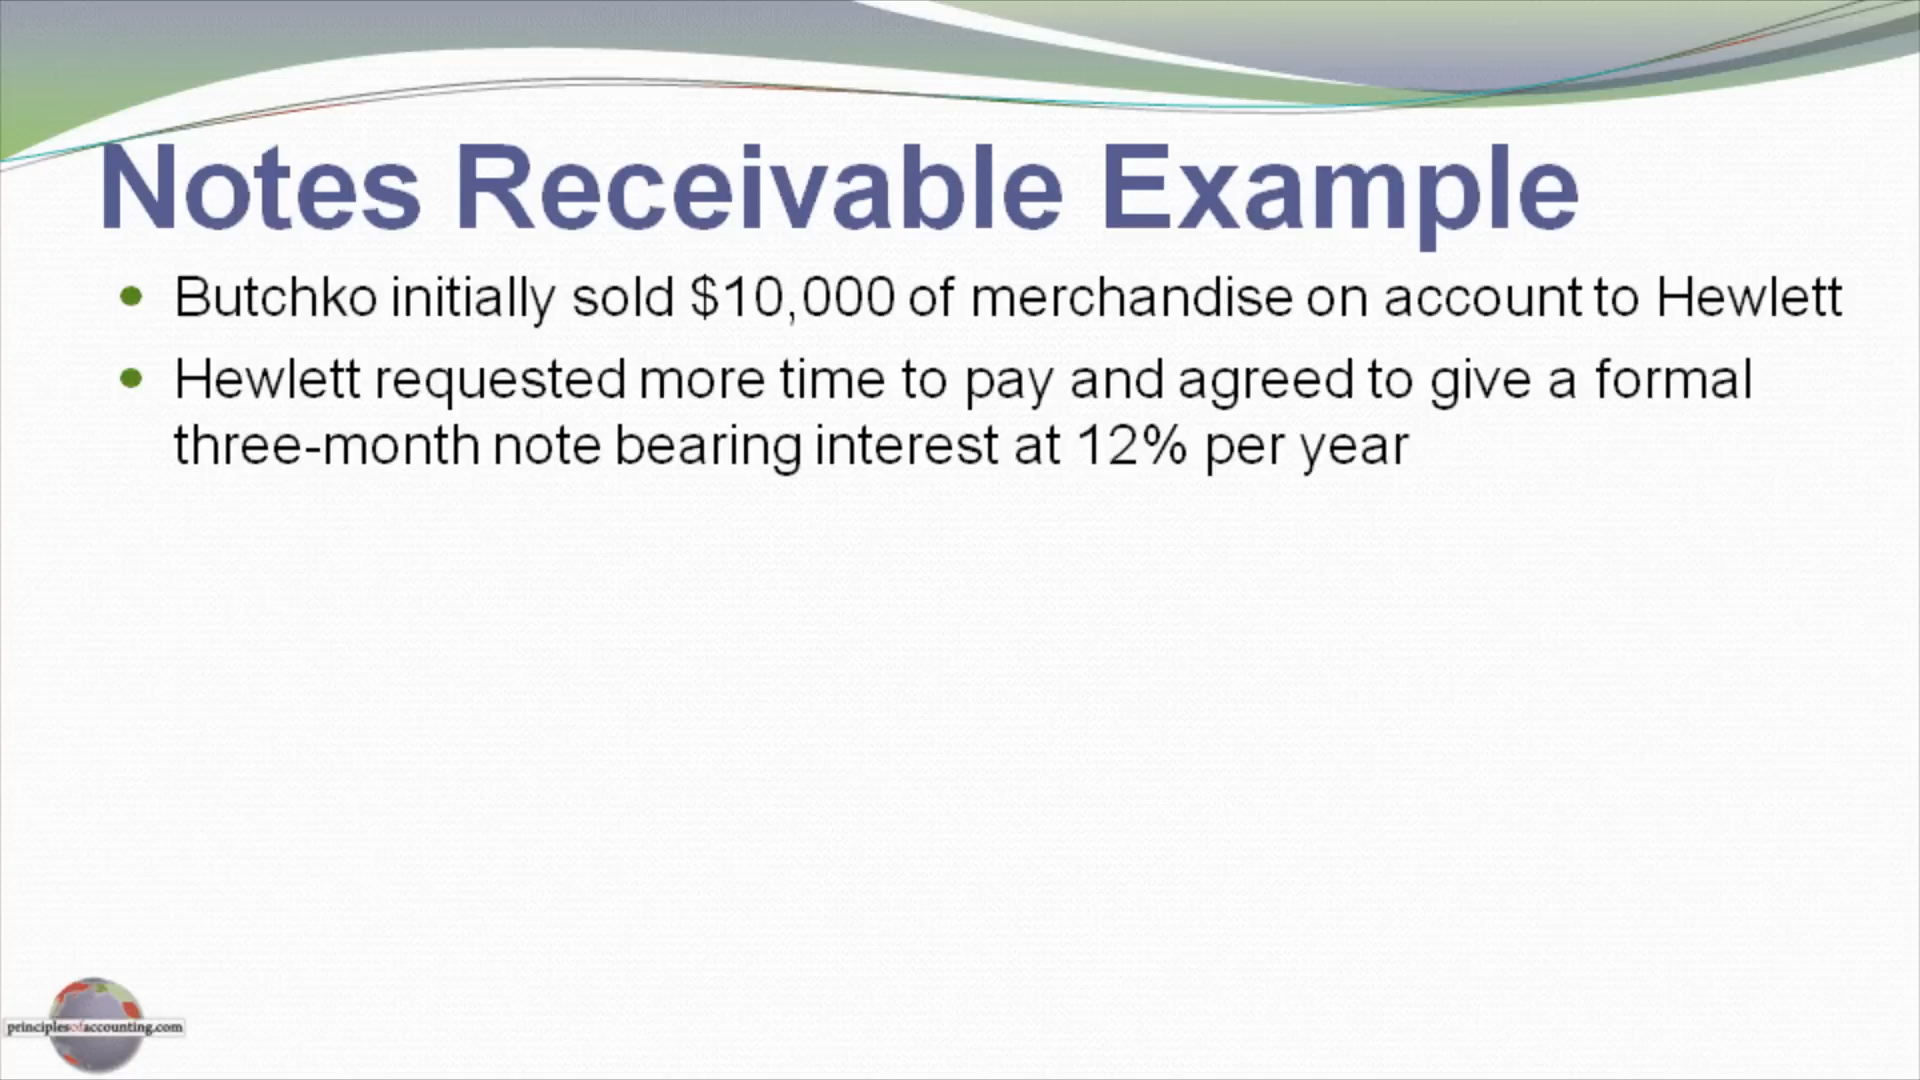 Notes Receivable Example
Butchko initially sold $10,000 of merchandise on account to Hewlett
Hewlett requested more time to pay and agreed to give a formal
three-month note bearing interest at 12% per year
principlesofaccounting.com